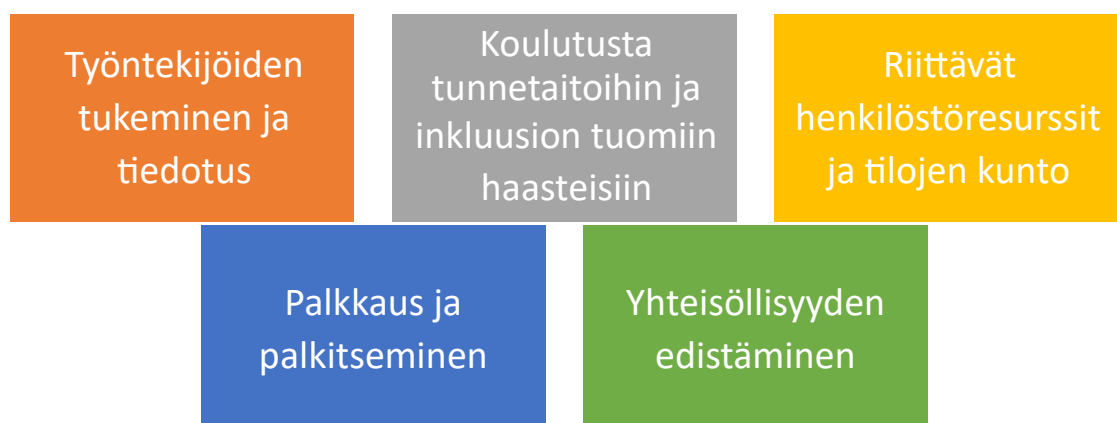 Työntekijöiden
tukeminen ja
tiedotus
Koulutusta
tunnetaitoihin ja
inkluusion tuomiin
haasteisiin
Riittävät
henkilöstöresurssit
ja tilojen kunto
Palkkaus ja
palkitseminen
Yhteisöllisyyden
edistäminen